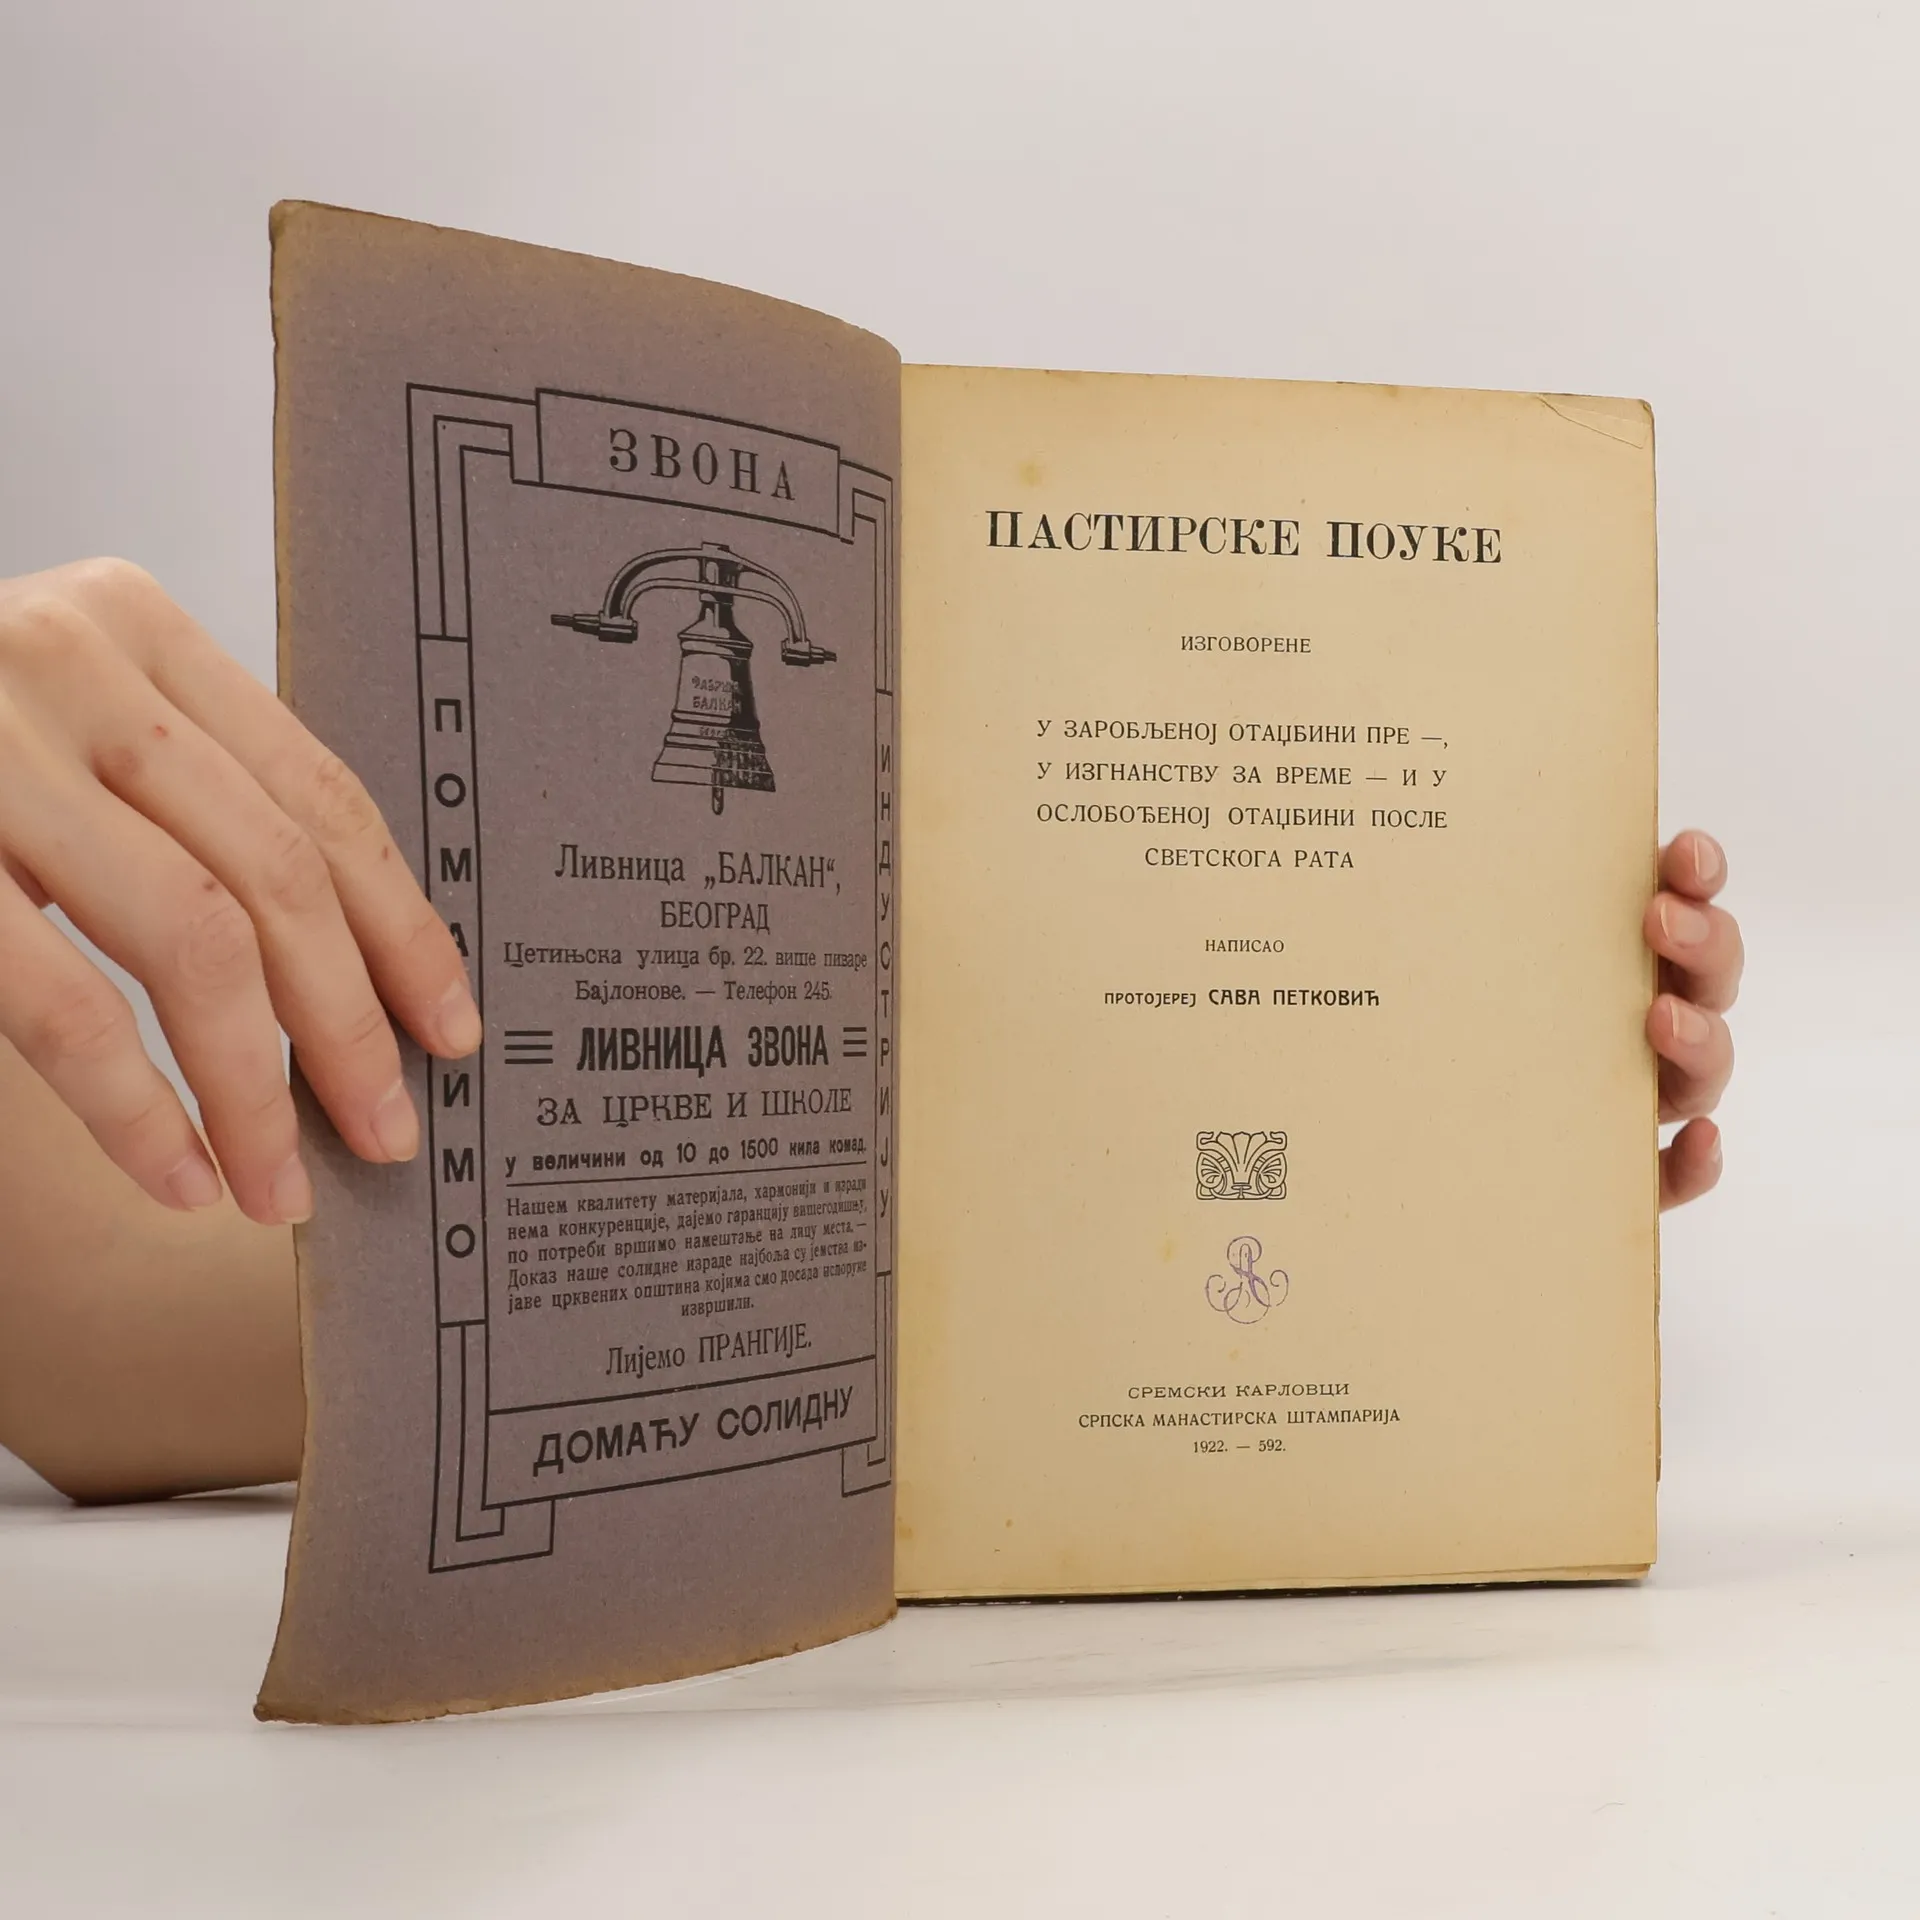 ЗВОНА
ПОМАЖИМО
ФАБРИКА
БАЛКАН
Ливница „БАЛКАН“,
БЕОГРАД
Цетињска улица бр. 22. више пиваре
Бајлонове. — Телефон 245.
ЛИВНИЦА ЗВОНА
ЗА ЦРКВЕ И ШКОЛЕ
у величини од 10 до 1500 кила комад.
Нашем квалитету материјала, хармонији и изради
нема конкуренције, дајемо гаранцију вишегодишњу,
по потреби вршимо намештање на лицу места. —
Доказ наше солидне израде најбоља су јемства из-
јаве црквених општина којима смо досада испоруке
извршили.
Лијемо ПРАНГИЈЕ.
ДОМАЋУ СОЛИДНУ
ИНДУСТРИЈУ
ПАСТИРСКЕ ПОУКЕ
ИЗГОВОРЕНЕ
У ЗАРОБЉЕНОЈ ОТАЏБИНИ ПРЕ —,
У ИЗГНАНСТВУ ЗА ВРЕМЕ — И У
ОСЛОБОЂЕНОЈ ОТАЏБИНИ ПОСЛЕ
СВЕТСКОГА РАТА
НАПИСАО
ПРОТОЈЕРЕЈ САВА ПЕТКОВИЋ
СРЕМСКИ КАРЛОВЦИ
СРПСКА МАНАСТИРСКА ШТАМПАРИЈА
1922. — 592.